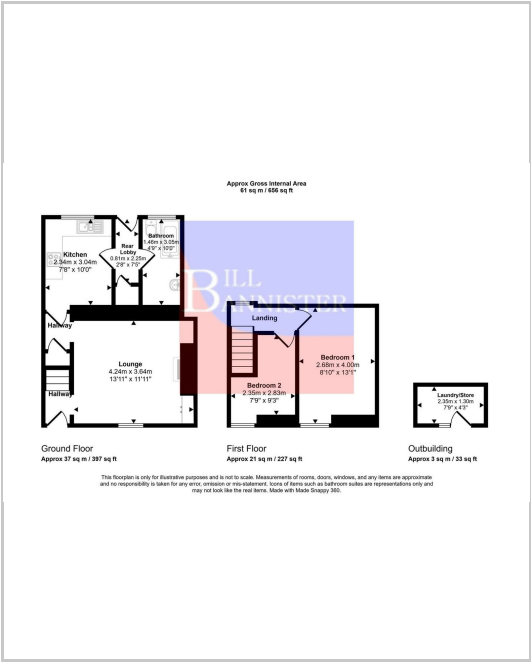 Approx Gross Internal Area
61 sq m / 656 sq ft
Kitchen
2.34m x 3.04m
7'8" x 10'0"
Rear
Lobby
0.81m x 2.25m
2'8" x 7'5"
Bathroom
1.46m x 3.05m
4'9" x 10'0"
Hallway
Lounge
4.24m x 3.64m
13'11" x 11'11"
Hallway
BILL
BANNISTER
Landing
Bedroom 1
2.68m x 4.00m
8'10" x 13'1"
Bedroom 2
2.35m x 2.83m
7'9" x 9'3"
Laundry/Store
2.35m x 1.30m
7'9" x 4'3"
Ground Floor
Approx 37 sq m / 397 sq ft
First Floor
Approx 21 sq m / 227 sq ft
Outbuilding
Approx 3 sq m / 33 sq ft
This floorplan is only for illustrative purposes and is not to scale. Measurements of rooms, doors, windows, and any items are approximate
and no responsibility is taken for any error, omission or mis-statement. Icons of items such as bathroom suites are representations only and
may not look like the real items. Made with Made Snappy 360.